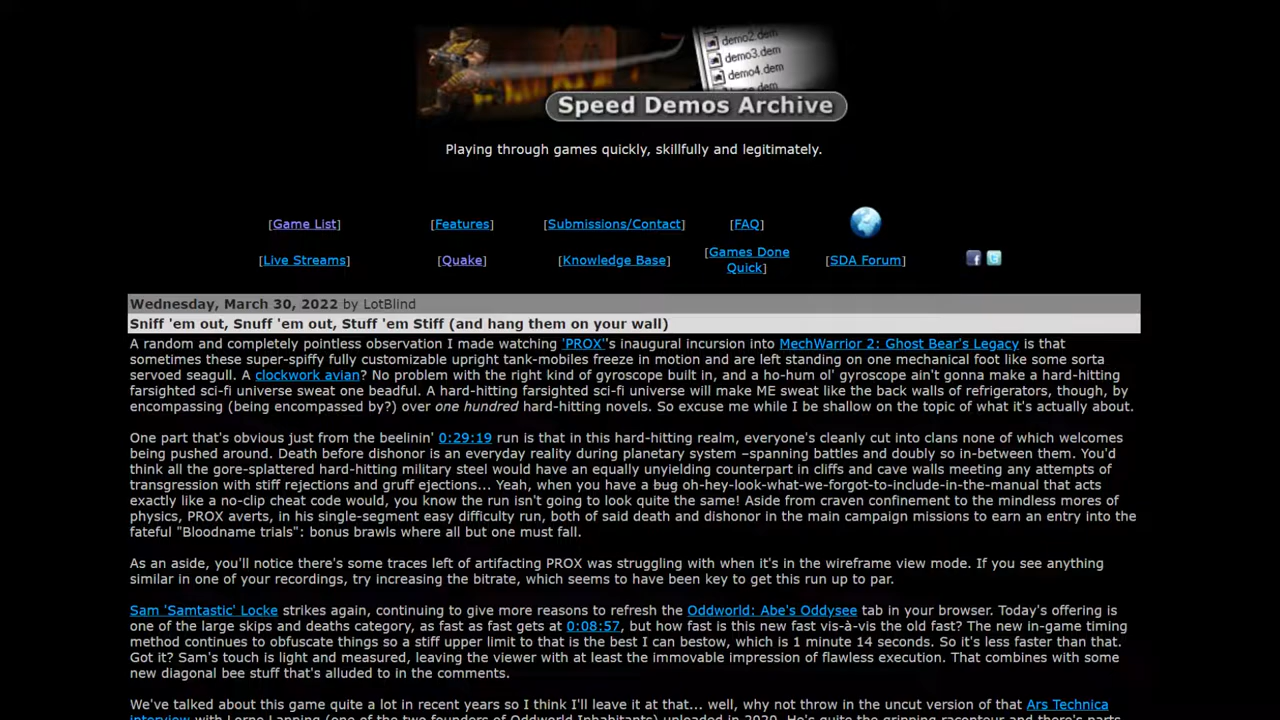 demo2.dem
demo3.dem
demo4.dem
Speed Demos Archive
Playing through games quickly, skillfully and legitimately.
[Game List] [Features] [Submissions/Contact] [FAQ]
[Live Streams] [Quake] [Knowledge Base] [Games Done Quick] [SDA Forum]
Wednesday, March 30, 2022 by LotBlind
Sniff 'em out, Snuff 'em out, Stuff 'em Stiff (and hang them on your wall)
A random and completely pointless observation I made watching 'PROX''s inaugural incursion into MechWarrior 2: Ghost Bear's Legacy is that
sometimes these super-spiffy fully customizable upright tank-mobiles freeze in motion and are left standing on one mechanical foot like some sorta
servoed seagull. A clockwork avian? No problem with the right kind of gyroscope built in, and a ho-hum ol' gyroscope ain't gonna make a hard-hitting
farsighted sci-fi universe sweat one beadful. A hard-hitting farsighted sci-fi universe will make ME sweat like the back walls of refrigerators, though, by
encompassing (being encompassed by?) over one hundred hard-hitting novels. So excuse me while I be shallow on the topic of what it's actually about.
One part that's obvious just from the beelinin' 0:29:19 run is that in this hard-hitting realm, everyone's cleanly cut into clans none of which welcomes
being pushed around. Death before dishonor is an everyday reality during planetary system –spanning battles and doubly so in-between them. You'd
think all the gore-splattered hard-hitting military steel would have an equally unyielding counterpart in cliffs and cave walls meeting any attempts of
transgression with stiff rejections and gruff ejections... Yeah, when you have a bug oh-hey-look-what-we-forgot-to-include-in-the-manual that acts
exactly like a no-clip cheat code would, you know the run isn't going to look quite the same! Aside from craven confinement to the mindless mores of
physics, PROX averts, in his single-segment easy difficulty run, both of said death and dishonor in the main campaign missions to earn an entry into the
fateful "Bloodname trials": bonus brawls where all but one must fall.
As an aside, you'll notice there's some traces left of artifacting PROX was struggling with when it's in the wireframe view mode. If you see anything
similar in one of your recordings, try increasing the bitrate, which seems to have been key to get this run up to par.
Sam 'Samtastic' Locke strikes again, continuing to give more reasons to refresh the Oddworld: Abe's Oddysee tab in your browser. Today's offering is
one of the large skips and deaths category, as fast as fast gets at 0:08:57, but how fast is this new fast vis-à-vis the old fast? The new in-game timing
method continues to obfuscate things so a stiff upper limit to that is the best I can bestow, which is 1 minute 14 seconds. So it's less faster than that.
Got it? Sam's touch is light and measured, leaving the viewer with at least the immovable impression of flawless execution. That combines with some
new diagonal bee stuff that's alluded to in the comments.
We've talked about this game quite a lot in recent years so I think I'll leave it at that... well, why not throw in the uncut version of that Ars Technica
interview with Lorne Lanning (one of the two founders of Oddworld Inhabitants) uploaded in 2020. He's quite the gripping raconteur and there's parts